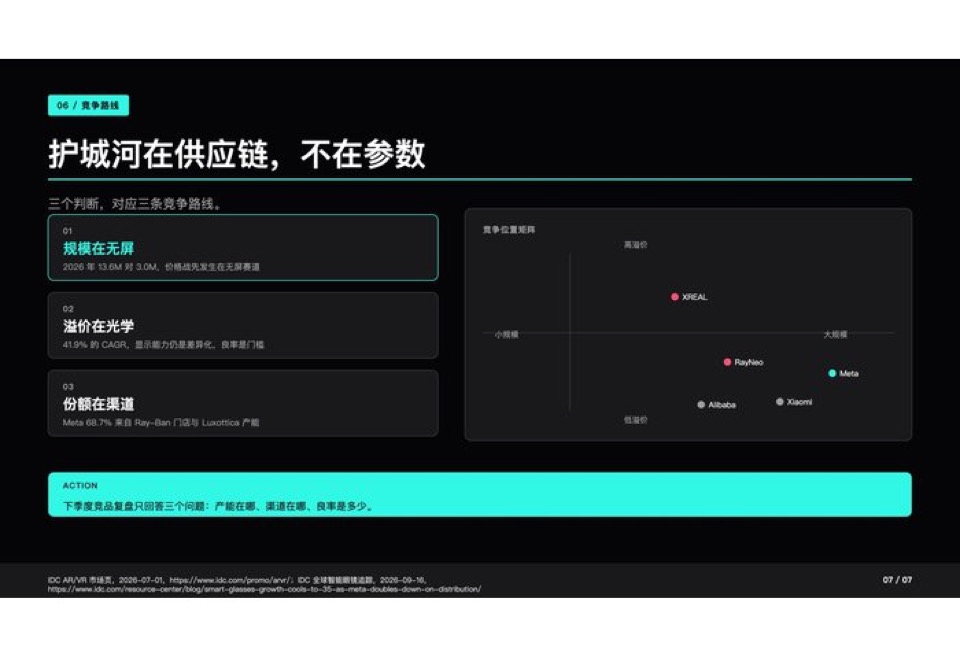 06 / 竞争路线
护城河在供应链，不在参数
三个判断，对应三条竞争路线。
01
规模在无屏
2026 年 13.6M 对 3.0M，价格战先发生在无屏赛道
02
溢价在光学
41.9% 的 CAGR，显示能力仍是差异化，良率是门槛
03
份额在渠道
Meta 68.7% 来自 Ray-Ban 门店与 Luxottica 产能
竞争位置矩阵
高溢价
XREAL
小规模
大规模
RayNeo
Meta
Alibaba
Xiaomi
低溢价
ACTION
下季度竞品复盘只回答三个问题：产能在哪、渠道在哪、良率是多少。
IDC AR/VR 市场页，2026-07-01，https://www.idc.com/promo/arvr/；IDC 全球智能眼镜追踪，2026-09-16，
https://www.idc.com/resource-center/blog/smart-glasses-growth-cools-to-35-as-meta-doubles-down-on-distribution/
07 / 07